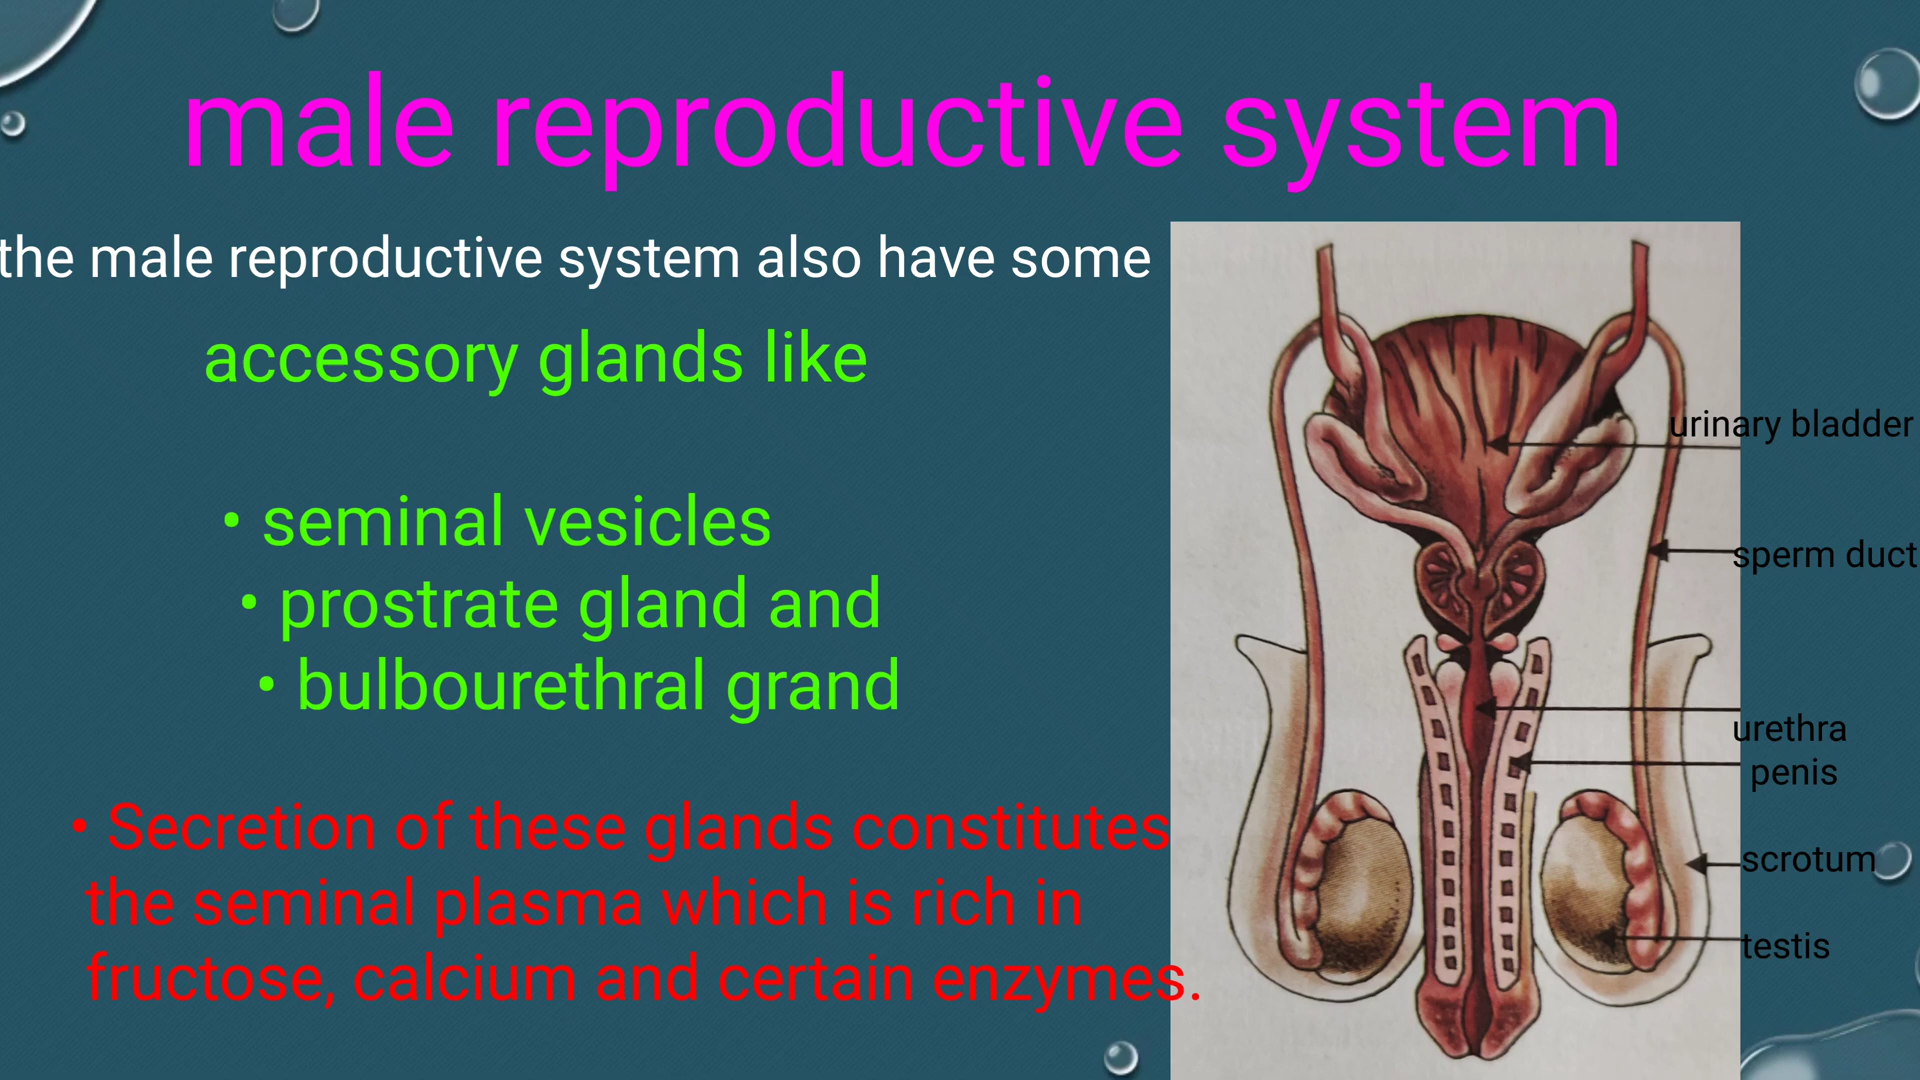 male reproductive system
the male reproductive system also have some
accessory glands like
• seminal vesicles
• prostrate gland and
• bulbourethral grand
• Secretion of these glands constitutes
the seminal plasma which is rich in
fructose, calcium and certain enzymes.
urinary bladder
sperm duct
urethra
penis
scrotum
testis